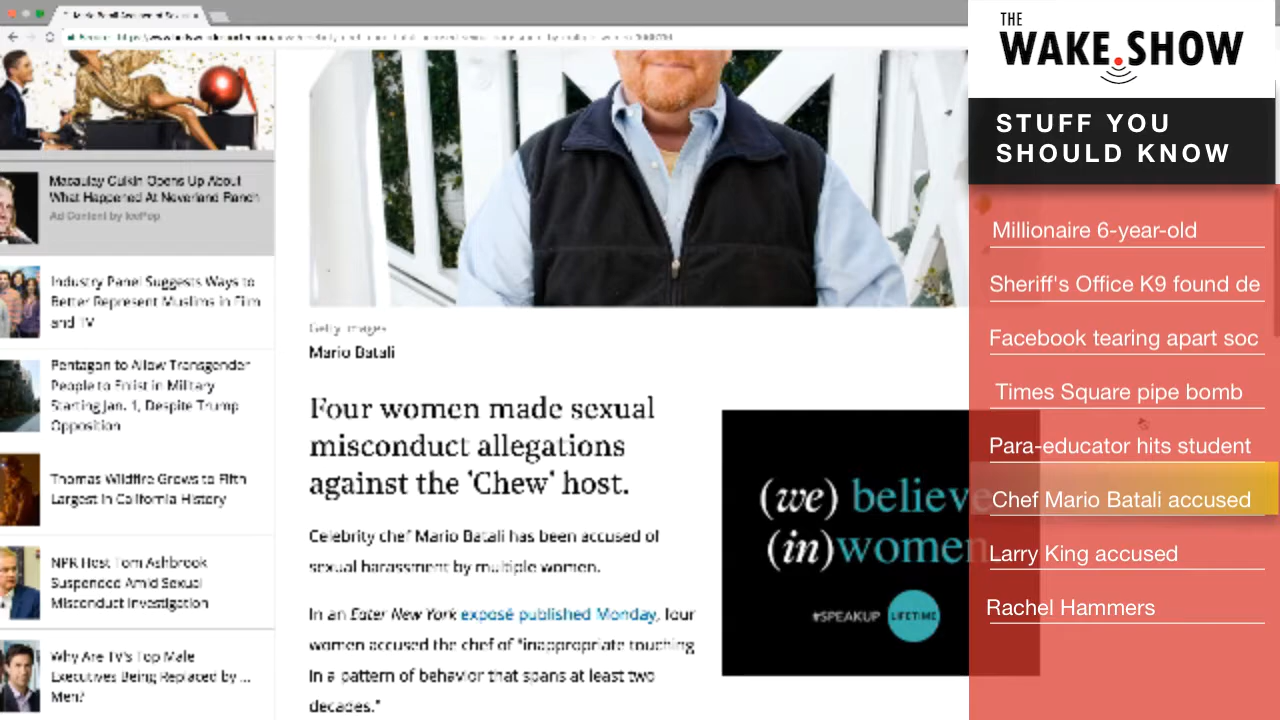 THE
WAKE.SHOW
STUFF YOU
SHOULD KNOW
Millionaire 6-year-old
Sheriff's Office K9 found de
Facebook tearing apart soc
Times Square pipe bomb
Para-educator hits student
Chef Mario Batali accused
Larry King accused
Rachel Hammers
Macaulay Culkin Opens Up About
What Happened At Neverland Ranch
Ad Content by
Industry Panel Suggests Ways to
Better Represent Muslims in Film
and TV
Pentagon to Allow Transgender
People to Enlist in Military
Starting Jan. 1, Despite Trump
Opposition
Thomas Wildfire Grows to Fifth
Largest in California History
NPR Host Tom Ashbrook
Suspended Amid Sexual
Misconduct Investigation
Why Are TV's Top Male
Executives Being Replaced by ...
Men?
Getty Images
Mario Batali
Four women made sexual
misconduct allegations
against the 'Chew' host.
Celebrity chef Mario Batali has been accused of
sexual harassment by multiple women.
In an Eater New York exposé published Monday, four
women accused the chef of "inappropriate touching
in a pattern of behavior that spans at least two
decades."
(we) believe
(in)women
#SPEAKUP LIFETIME